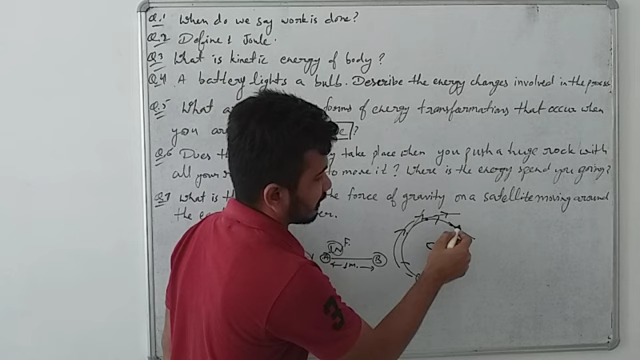 Q.1 When do we say work is done?
Q.2 Define 1 Joule.
Q.3 What is kinetic energy of body?
Q.4 A battery lights a bulb. Describe the energy changes involved in the process.
Q.5 What forms of energy transformations that occur when
you are ?
Q.6 Does take place when you push a huge rock with
all your to move it? Where is the energy spend you going?
Q.7 What is the force of gravity on a satellite moving around
the
F.
A 1m. B
3